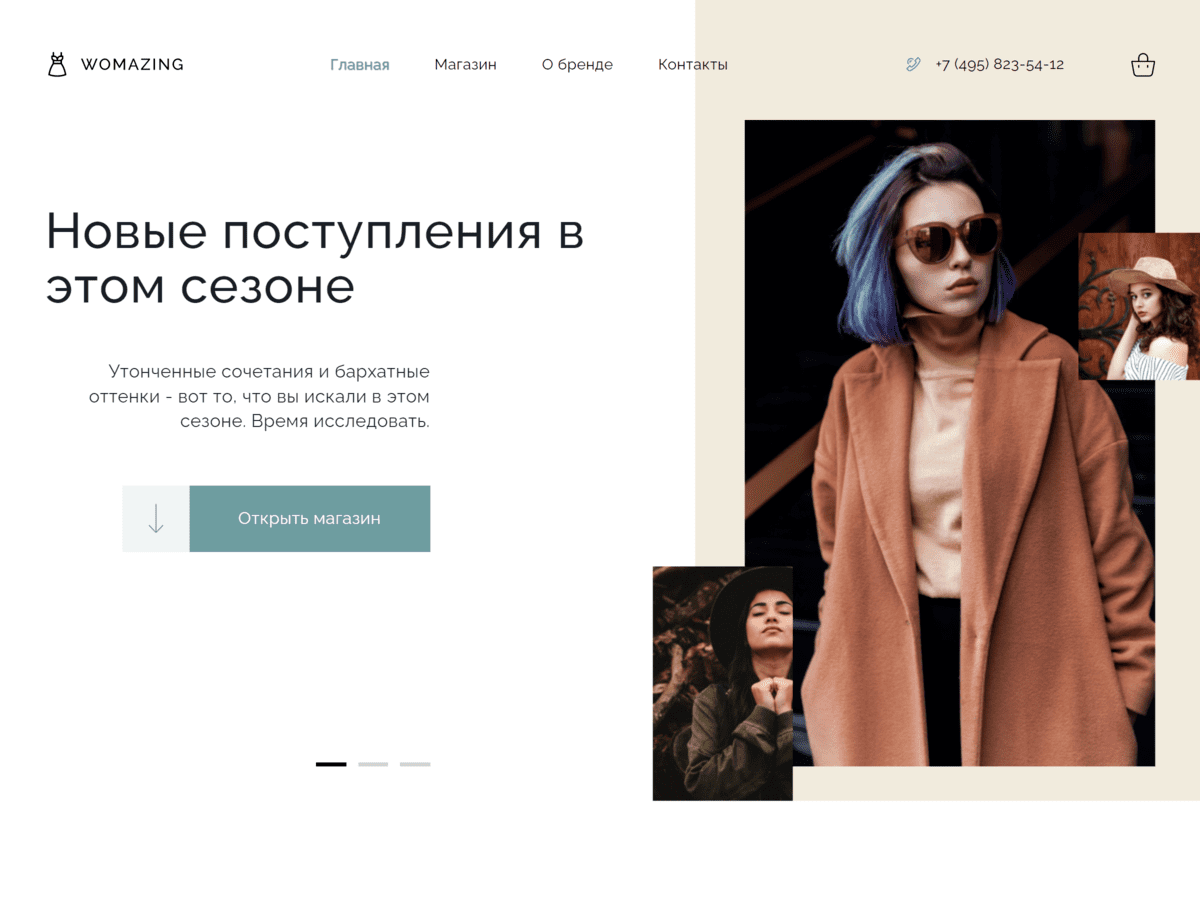 WOMAZING
Главная
Магазин
О бренде
Контакты
+7 (495) 823-54-12
Новые поступления в
этом сезоне
Утонченные сочетания и бархатные
оттенки - вот то, что вы искали в этом
сезоне. Время исследовать.
Открыть магазин